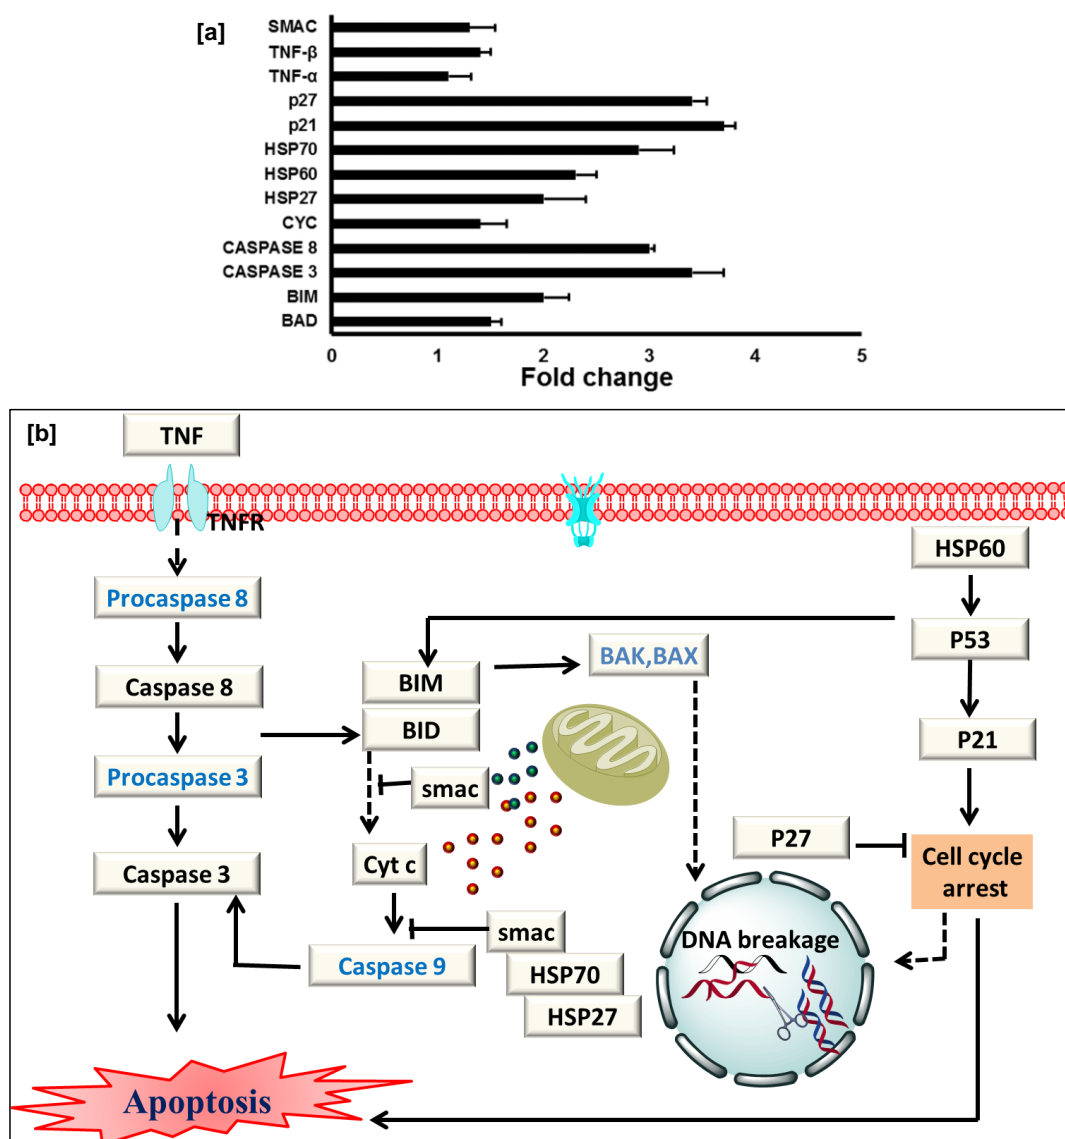 [a]
SMAC
TNF-β
TNF-α
p27
p21
HSP70
HSP60
HSP27
CYC
CASPASE 8
CASPASE 3
BIM
BAD
0 1 2 3 4 5
Fold change
[b]
TNF
TNFR
HSP60
Procaspase 8
P53
BAK,BAX
Caspase 8
BIM
BID
P21
Procaspase 3
smac
P27
Cell cycle
arrest
Caspase 3
Cyt c
smac
DNA breakage
Caspase 9
HSP70
HSP27
Apoptosis